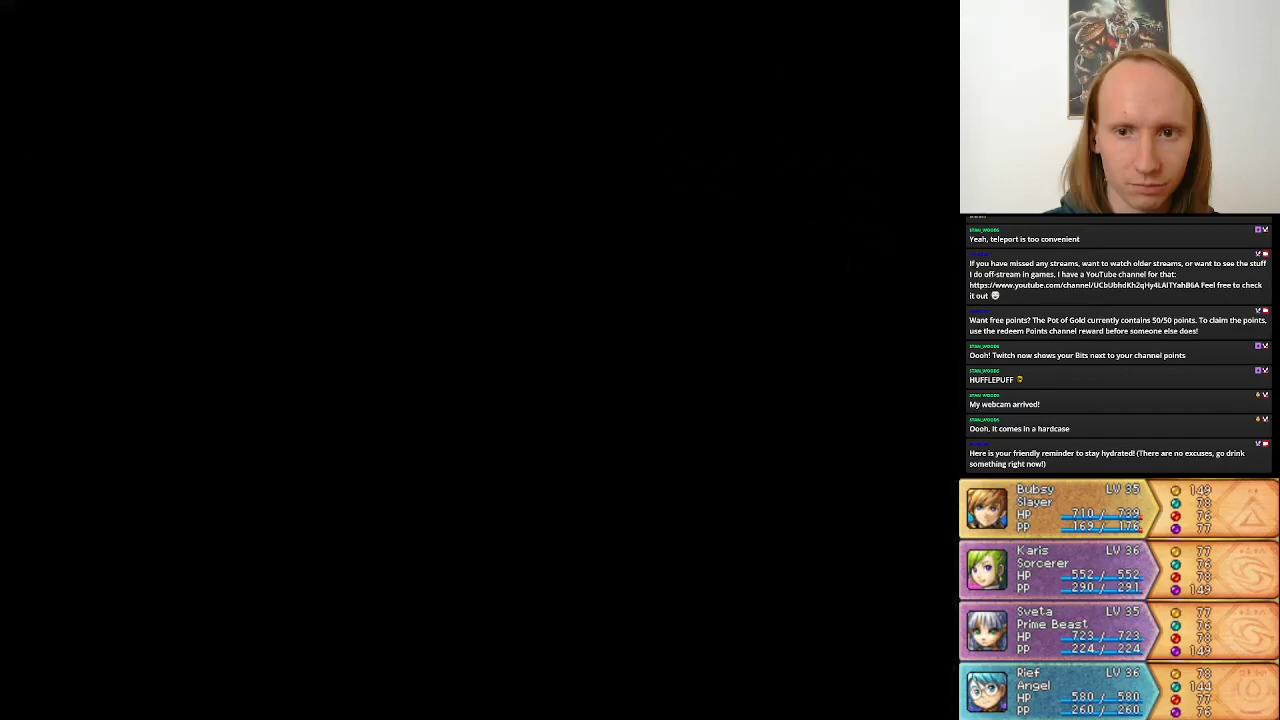 STAN_WOODS
Yeah, teleport is too convenient
If you have missed any streams, want to watch older streams, or want to see the stuff
I do off-stream in games, I have a YouTube channel for that:
https://www.youtube.com/channel/UCbUbhdKh2qHy4LAITYahB6A Feel free to check
it out
Want free points? The Pot of Gold currently contains 50/50 points. To claim the points,
use the redeem Points channel reward before someone else does!
STAN_WOODS
Oooh! Twitch now shows your Bits next to your channel points
STAN_WOODS
HUFFLEPUFF
STAN_WOODS
My webcam arrived!
STAN_WOODS
Oooh, it comes in a hardcase
Here is your friendly reminder to stay hydrated! (There are no excuses, go drink
something right now!)
Bubsy LV 35 149
Slayer 78
HP 710 / 739 76
PP 169 / 176 77
Karis LV 36 77
Sorcerer 76
HP 552 / 552 78
PP 290 / 291 149
Sveta LV 35 77
Prime Beast 76
HP 723 / 723 78
PP 224 / 224 149
Rief LV 36 78
Angel 144
HP 580 / 580 77
PP 260 / 260 76